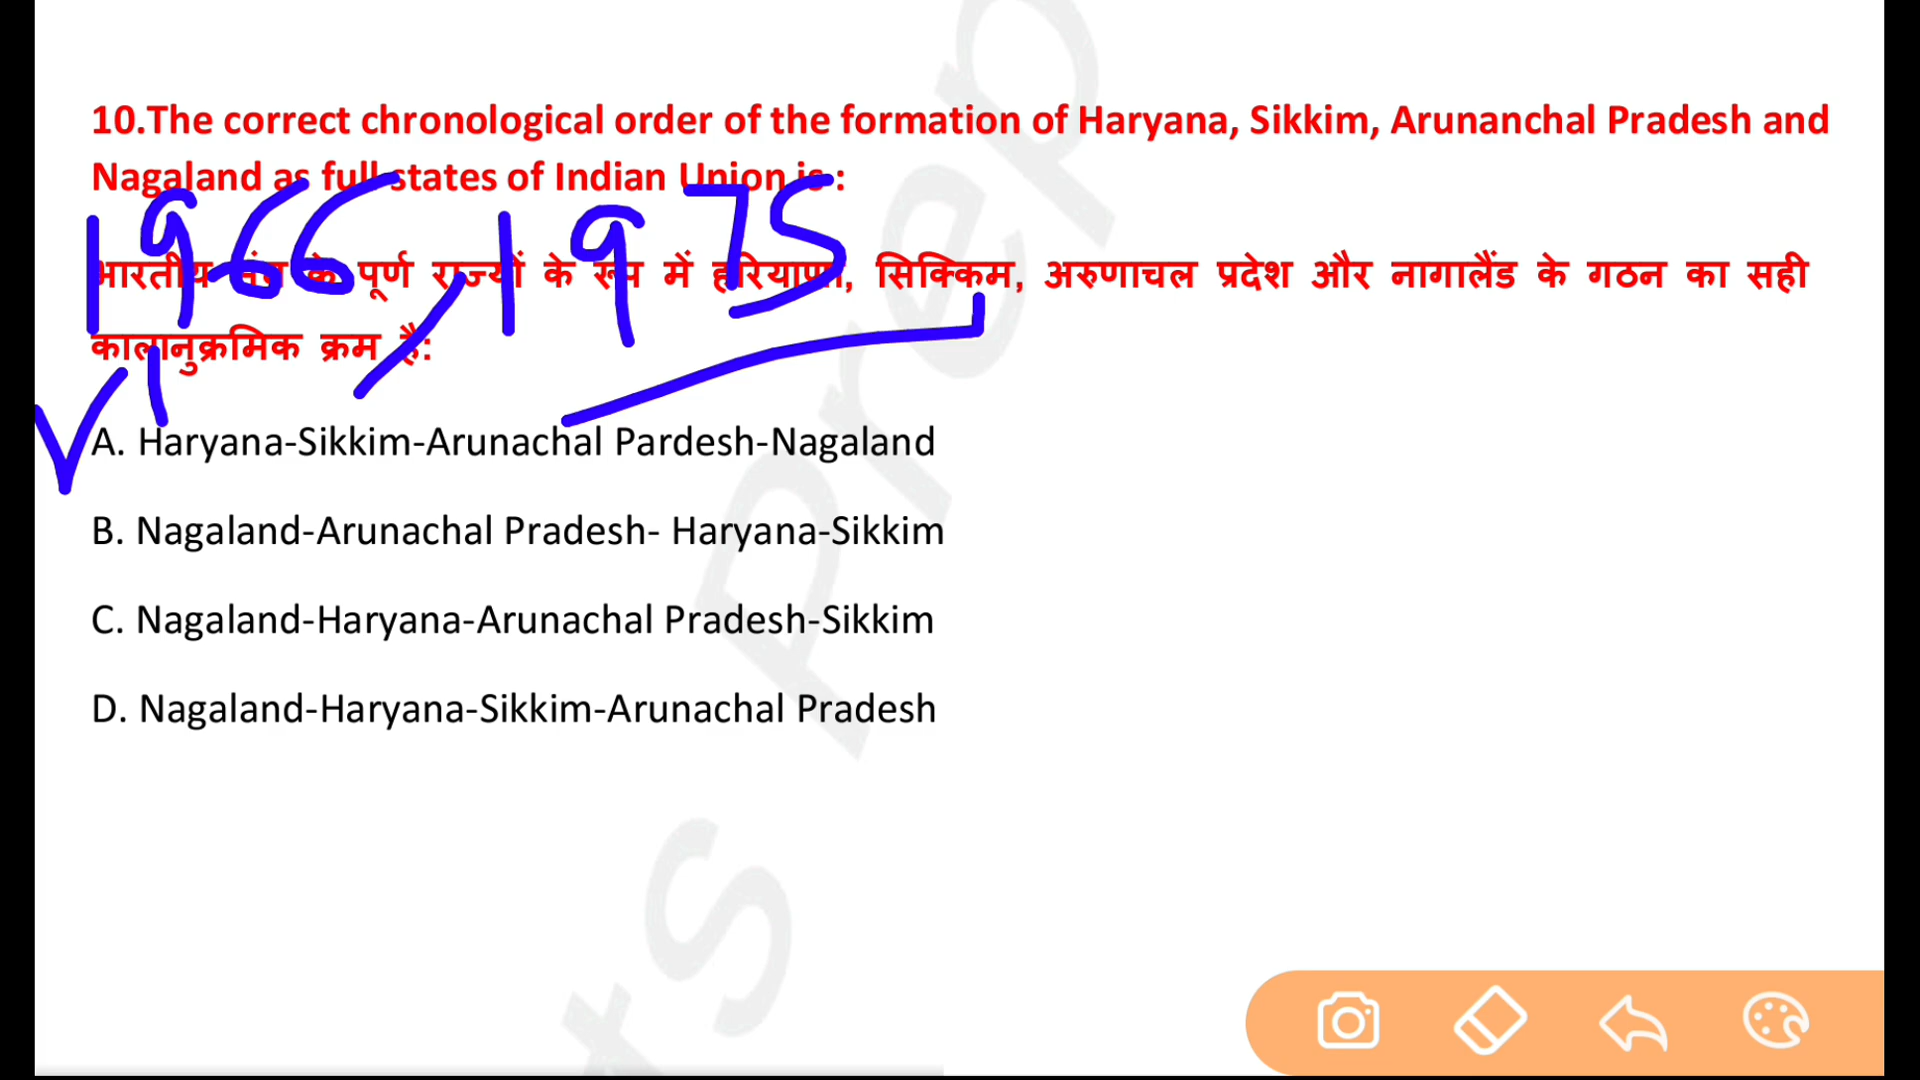 10.The correct chronological order of the formation of Haryana, Sikkim, Arunanchal Pradesh and
Nagaland as full states of Indian Union is :
1966, 1975
भारतीय संघ के पूर्ण राज्यों के रूप में हरियाणा, सिक्किम, अरुणाचल प्रदेश और नागालैंड के गठन का सही
कालानुक्रमिक क्रम है:
A. Haryana-Sikkim-Arunachal Pardesh-Nagaland
B. Nagaland-Arunachal Pradesh- Haryana-Sikkim
C. Nagaland-Haryana-Arunachal Pradesh-Sikkim
D. Nagaland-Haryana-Sikkim-Arunachal Pradesh
ts Prep